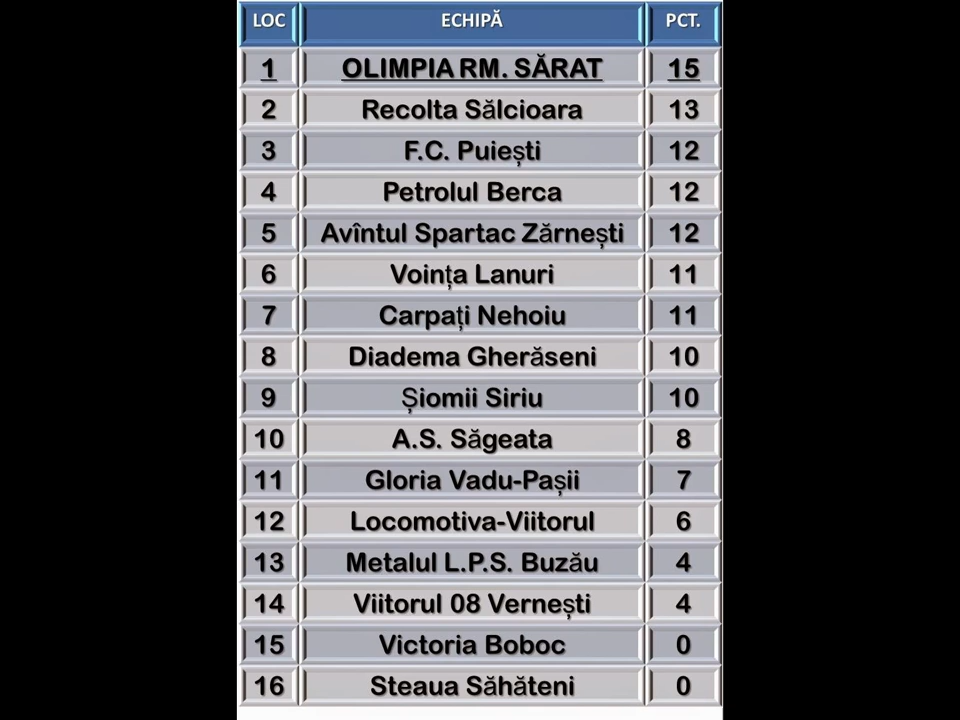 LOC ECHIPĂ PCT.
1 OLIMPIA RM. SĂRAT 15
2 Recolta Sălcioara 13
3 F.C. Puiești 12
4 Petrolul Berca 12
5 Avîntul Spartac Zărnești 12
6 Voința Lanuri 11
7 Carpați Nehoiu 11
8 Diadema Gherăseni 10
9 Șiomii Siriu 10
10 A.S. Săgeata 8
11 Gloria Vadu-Pașii 7
12 Locomotiva-Viitorul 6
13 Metalul L.P.S. Buzău 4
14 Viitorul 08 Vernești 4
15 Victoria Boboc 0
16 Steaua Săhăteni 0